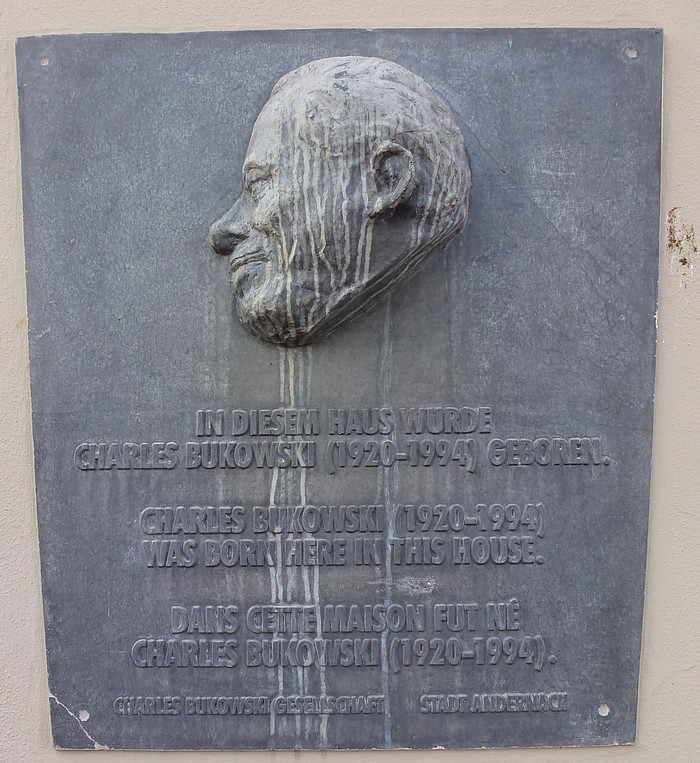 IN DIESEM HAUS WURDE
CHARLES BUKOWSKI (1920–1994) GEBOREN.
CHARLES BUKOWSKI (1920–1994)
WAS BORN HERE IN THIS HOUSE.
DANS CETTE MAISON FUT NÉ
CHARLES BUKOWSKI (1920–1994).
CHARLES BUKOWSKI GESELLSCHAFT STADT ANDERNACH